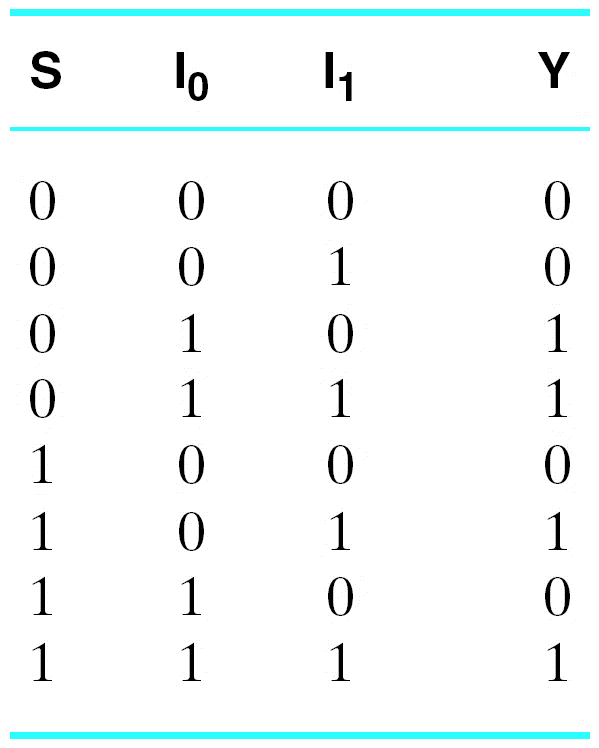 S I₀ I₁ Y
0 0 0 0
0 0 1 0
0 1 0 1
0 1 1 1
1 0 0 0
1 0 1 1
1 1 0 0
1 1 1 1